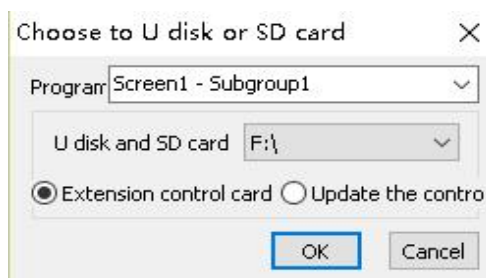 Choose to U disk or SD card
Program Screen1 - Subgroup1
U disk and SD card F:\
Extension control card Update the contro
OK Cancel